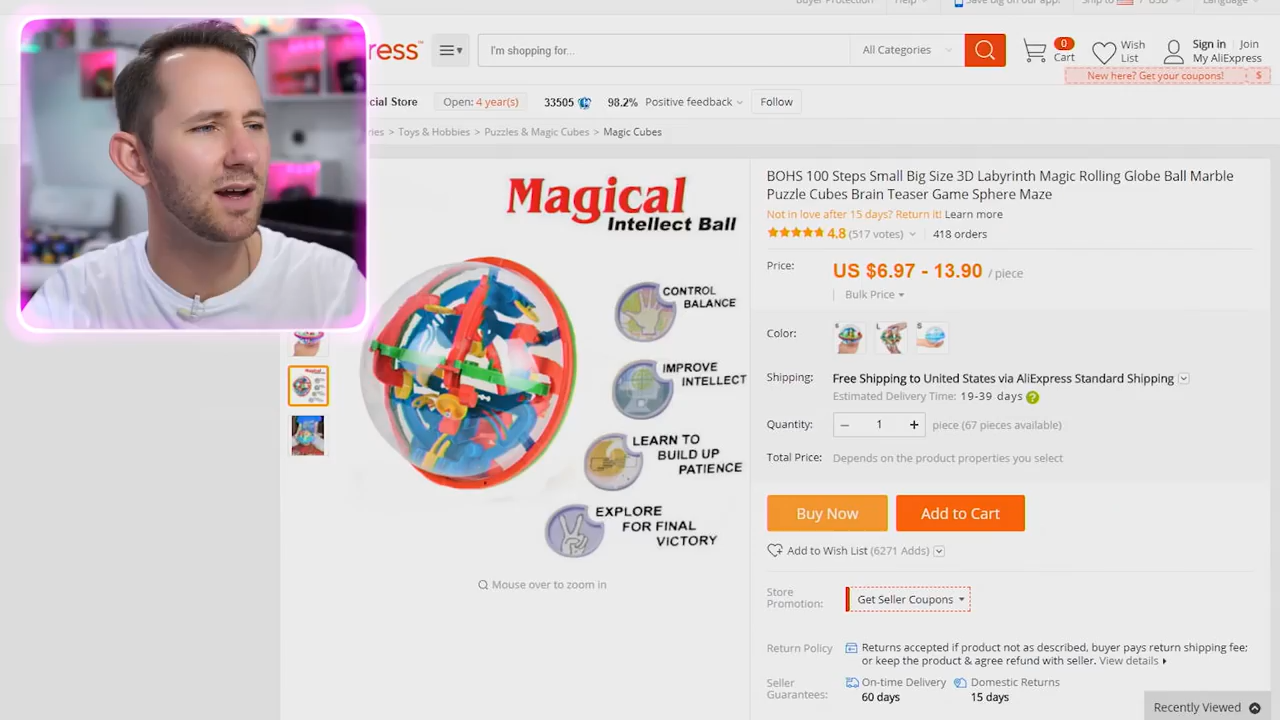 Buyer Protection
Help
Save big on our app!
Ship to
/ USD
Language
press™
I'm shopping for...
All Categories
0
Cart
Wish
List
Sign in Join
My AliExpress
New here? Get your coupons! $
cial Store
Open: 4 year(s)
33505
98.2% Positive feedback
Follow
ries > Toys & Hobbies > Puzzles & Magic Cubes > Magic Cubes
Magical
Intellect Ball
CONTROL
BALANCE
IMPROVE
INTELLECT
LEARN TO
BUILD UP
PATIENCE
EXPLORE
FOR FINAL
VICTORY
Mouse over to zoom in
BOHS 100 Steps Small Big Size 3D Labyrinth Magic Rolling Globe Ball Marble
Puzzle Cubes Brain Teaser Game Sphere Maze
Not in love after 15 days? Return it! Learn more
4.8 (517 votes) 418 orders
Price: US $6.97 - 13.90 / piece
Bulk Price
Color: S L S
Shipping: Free Shipping to United States via AliExpress Standard Shipping
Estimated Delivery Time: 19-39 days ?
Quantity: – 1 + piece (67 pieces available)
Total Price: Depends on the product properties you select
Buy Now
Add to Cart
Add to Wish List (6271 Adds)
Store
Promotion:
Get Seller Coupons
Return Policy
Returns accepted if product not as described, buyer pays return shipping fee;
or keep the product & agree refund with seller. View details
Seller
Guarantees:
On-time Delivery
60 days
Domestic Returns
15 days
Recently Viewed